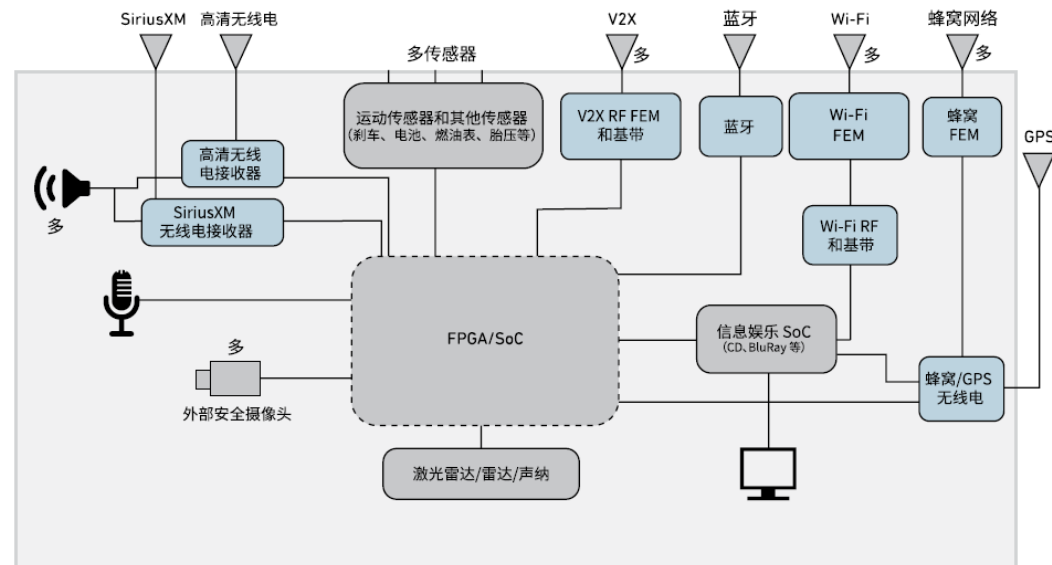 SiriusXM
高清无线电
V2X
蓝牙
Wi-Fi
蜂窝网络
多传感器
多
多
多
运动传感器和其他传感器
（刹车、电池、燃油表、胎压等）
V2X RF FEM
和基带
蓝牙
Wi-Fi
FEM
蜂窝
FEM
GPS
高清无线
电接收器
SiriusXM
无线电接收器
多
Wi-Fi RF
和基带
FPGA/SoC
信息娱乐 SoC
（CD、BluRay 等）
多
外部安全摄像头
蜂窝/GPS
无线电
激光雷达/雷达/声纳